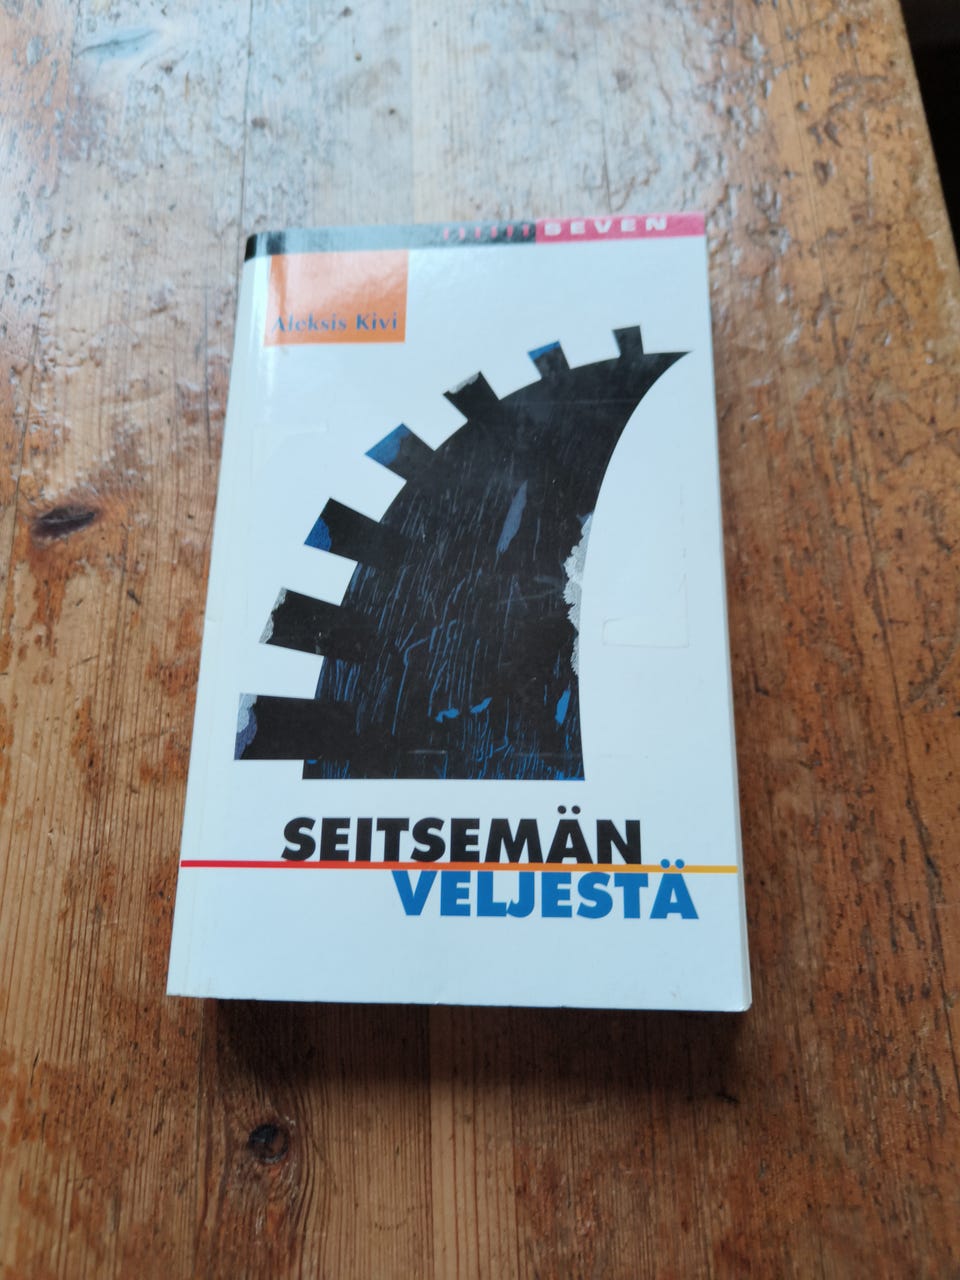 SEVEN
Aleksis Kivi
SEITSEMÄN
VELJESTÄ